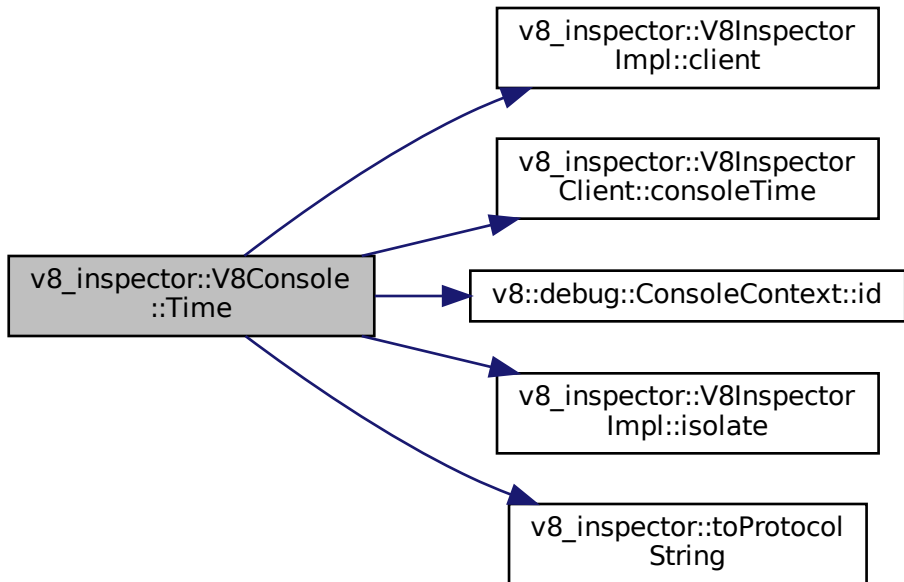 v8_inspector::V8Inspector
Impl::client
v8_inspector::V8Inspector
Client::consoleTime
v8_inspector::V8Console
::Time
v8::debug::ConsoleContext::id
v8_inspector::V8Inspector
Impl::isolate
v8_inspector::toProtocol
String